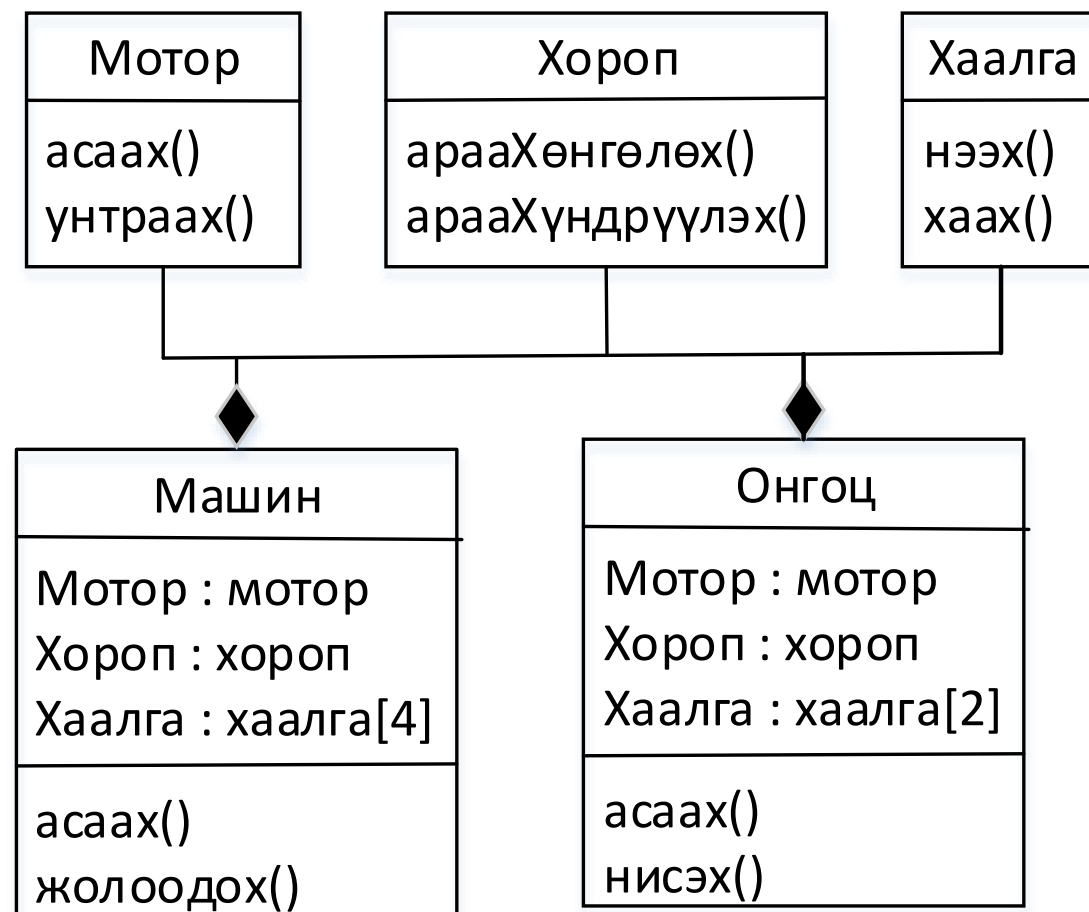 Мотор
асаах()
унтраах()
Хороп
арааХөнгөлөх()
арааХүндрүүлэх()
Хаалга
нээх()
хаах()
Машин
Мотор : мотор
Хороп : хороп
Хаалга : хаалга[4]
асаах()
жолоодох()
Онгоц
Мотор : мотор
Хороп : хороп
Хаалга : хаалга[2]
асаах()
нисэх()